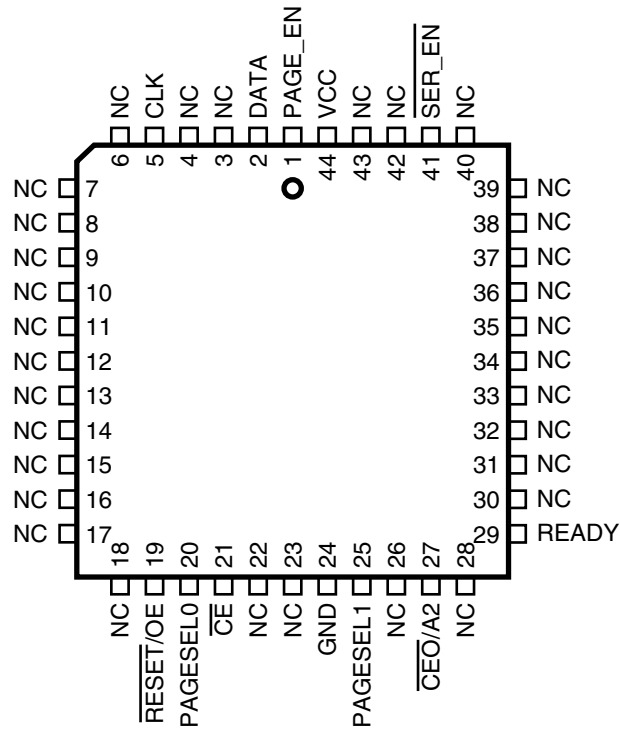 NC CLK NC NC DATA PAGE_EN VCC NC NC SER_EN NC
6 5 4 3 2 1 44 43 42 41 40
NC 7 39 NC
NC 8 38 NC
NC 9 37 NC
NC 10 36 NC
NC 11 35 NC
NC 12 34 NC
NC 13 33 NC
NC 14 32 NC
NC 15 31 NC
NC 16 30 NC
NC 17 29 READY
18 19 20 21 22 23 24 25 26 27 28
NC RESET/OE PAGESEL0 CE NC NC GND PAGESEL1 NC CEO/A2 NC